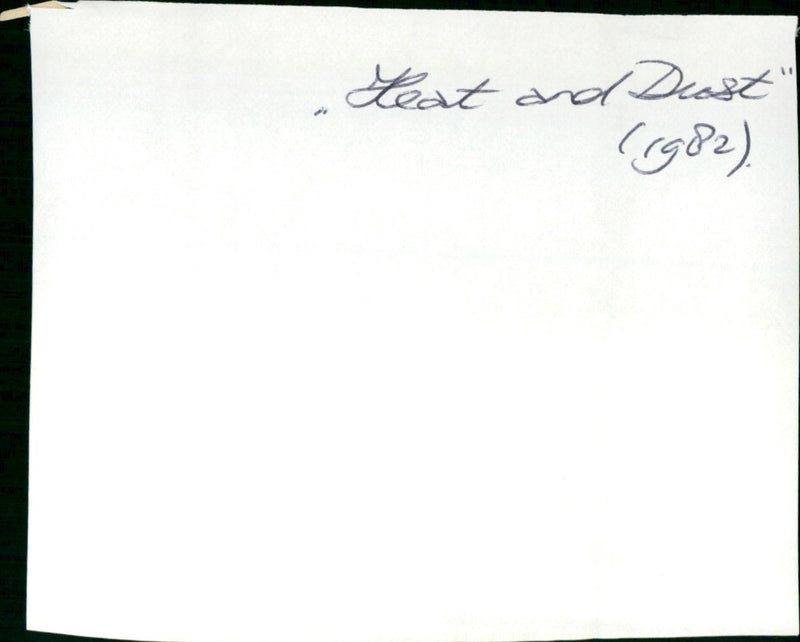 „Heat and Dust"
(1982).